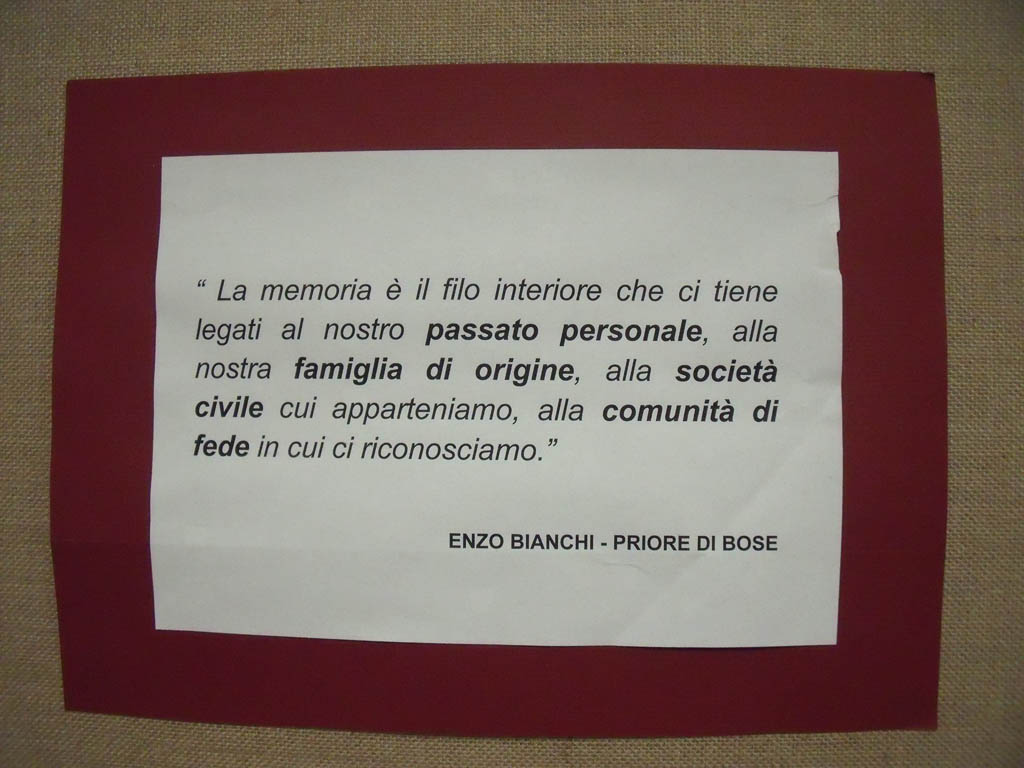 “ La memoria è il filo interiore che ci tiene
legati al nostro passato personale, alla
nostra famiglia di origine, alla società
civile cui apparteniamo, alla comunità di
fede in cui ci riconosciamo.”
ENZO BIANCHI - PRIORE DI BOSE